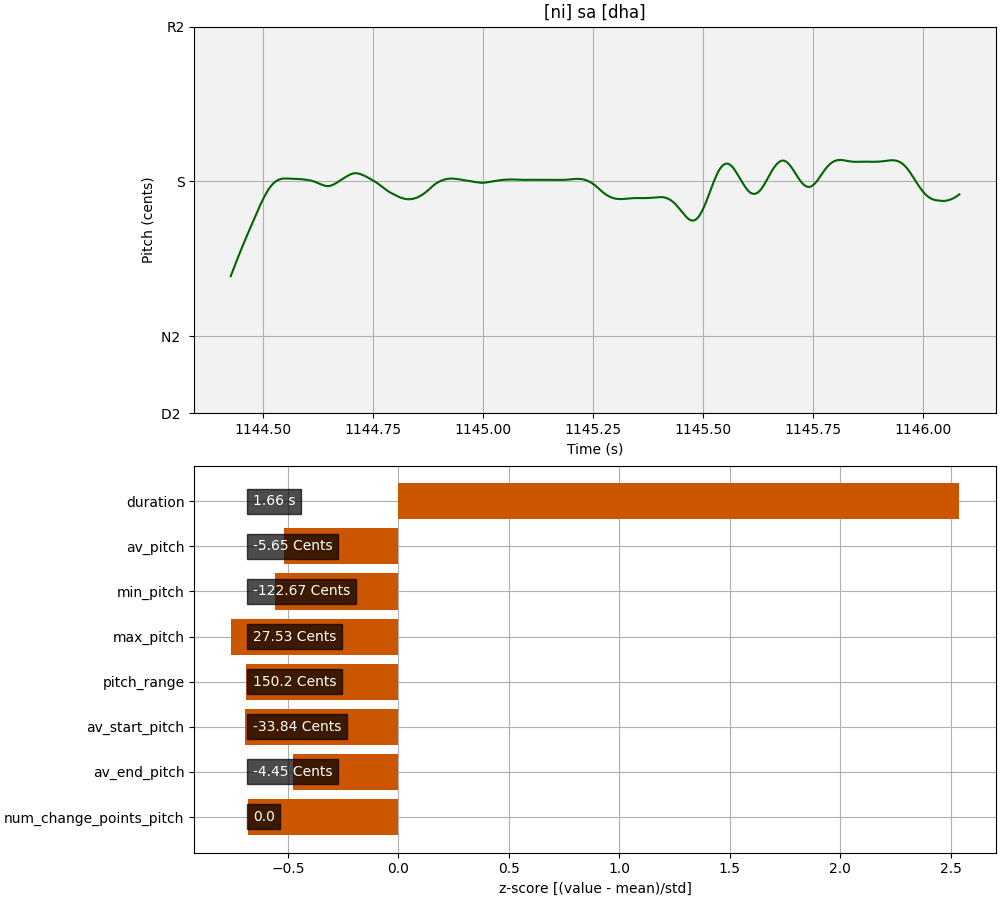 [ni] sa [dha]
R2
S
N2
D2
Pitch (cents)
1144.50 1144.75 1145.00 1145.25 1145.50 1145.75 1146.00
Time (s)
duration 1.66 s
av_pitch -5.65 Cents
min_pitch -122.67 Cents
max_pitch 27.53 Cents
pitch_range 150.2 Cents
av_start_pitch -33.84 Cents
av_end_pitch -4.45 Cents
num_change_points_pitch 0.0
−0.5 0.0 0.5 1.0 1.5 2.0 2.5
z-score [(value - mean)/std]